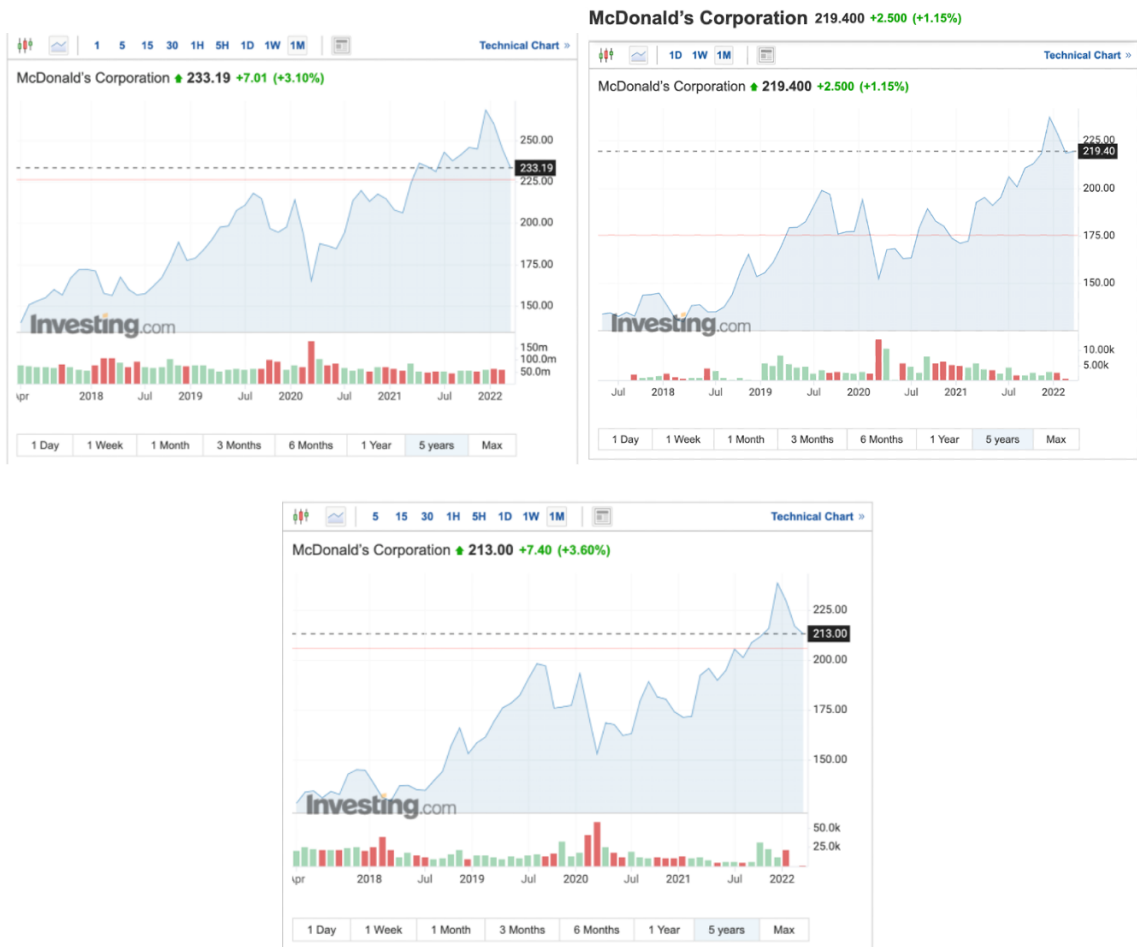 1 5 15 30 1H 5H 1D 1W 1M Technical Chart »
McDonald's Corporation 233.19 +7.01 (+3.10%)
250.00
233.19
225.00
200.00
175.00
150.00
Investing.com
150m
100.0m
50.0m
Apr 2018 Jul 2019 Jul 2020 Jul 2021 Jul 2022
1 Day 1 Week 1 Month 3 Months 6 Months 1 Year 5 years Max
McDonald's Corporation 219.400 +2.500 (+1.15%)
1D 1W 1M Technical Chart »
McDonald's Corporation 219.400 +2.500 (+1.15%)
225.00
219.40
200.00
175.00
150.00
Investing.com
10.00k
5.00k
Jul 2018 Jul 2019 Jul 2020 Jul 2021 Jul 2022
1 Day 1 Week 1 Month 3 Months 6 Months 1 Year 5 years Max
5 15 30 1H 5H 1D 1W 1M Technical Chart »
McDonald's Corporation 213.00 +7.40 (+3.60%)
225.00
213.00
200.00
175.00
150.00
Investing.com
50.0k
25.0k
Apr 2018 Jul 2019 Jul 2020 Jul 2021 Jul 2022
1 Day 1 Week 1 Month 3 Months 6 Months 1 Year 5 years Max